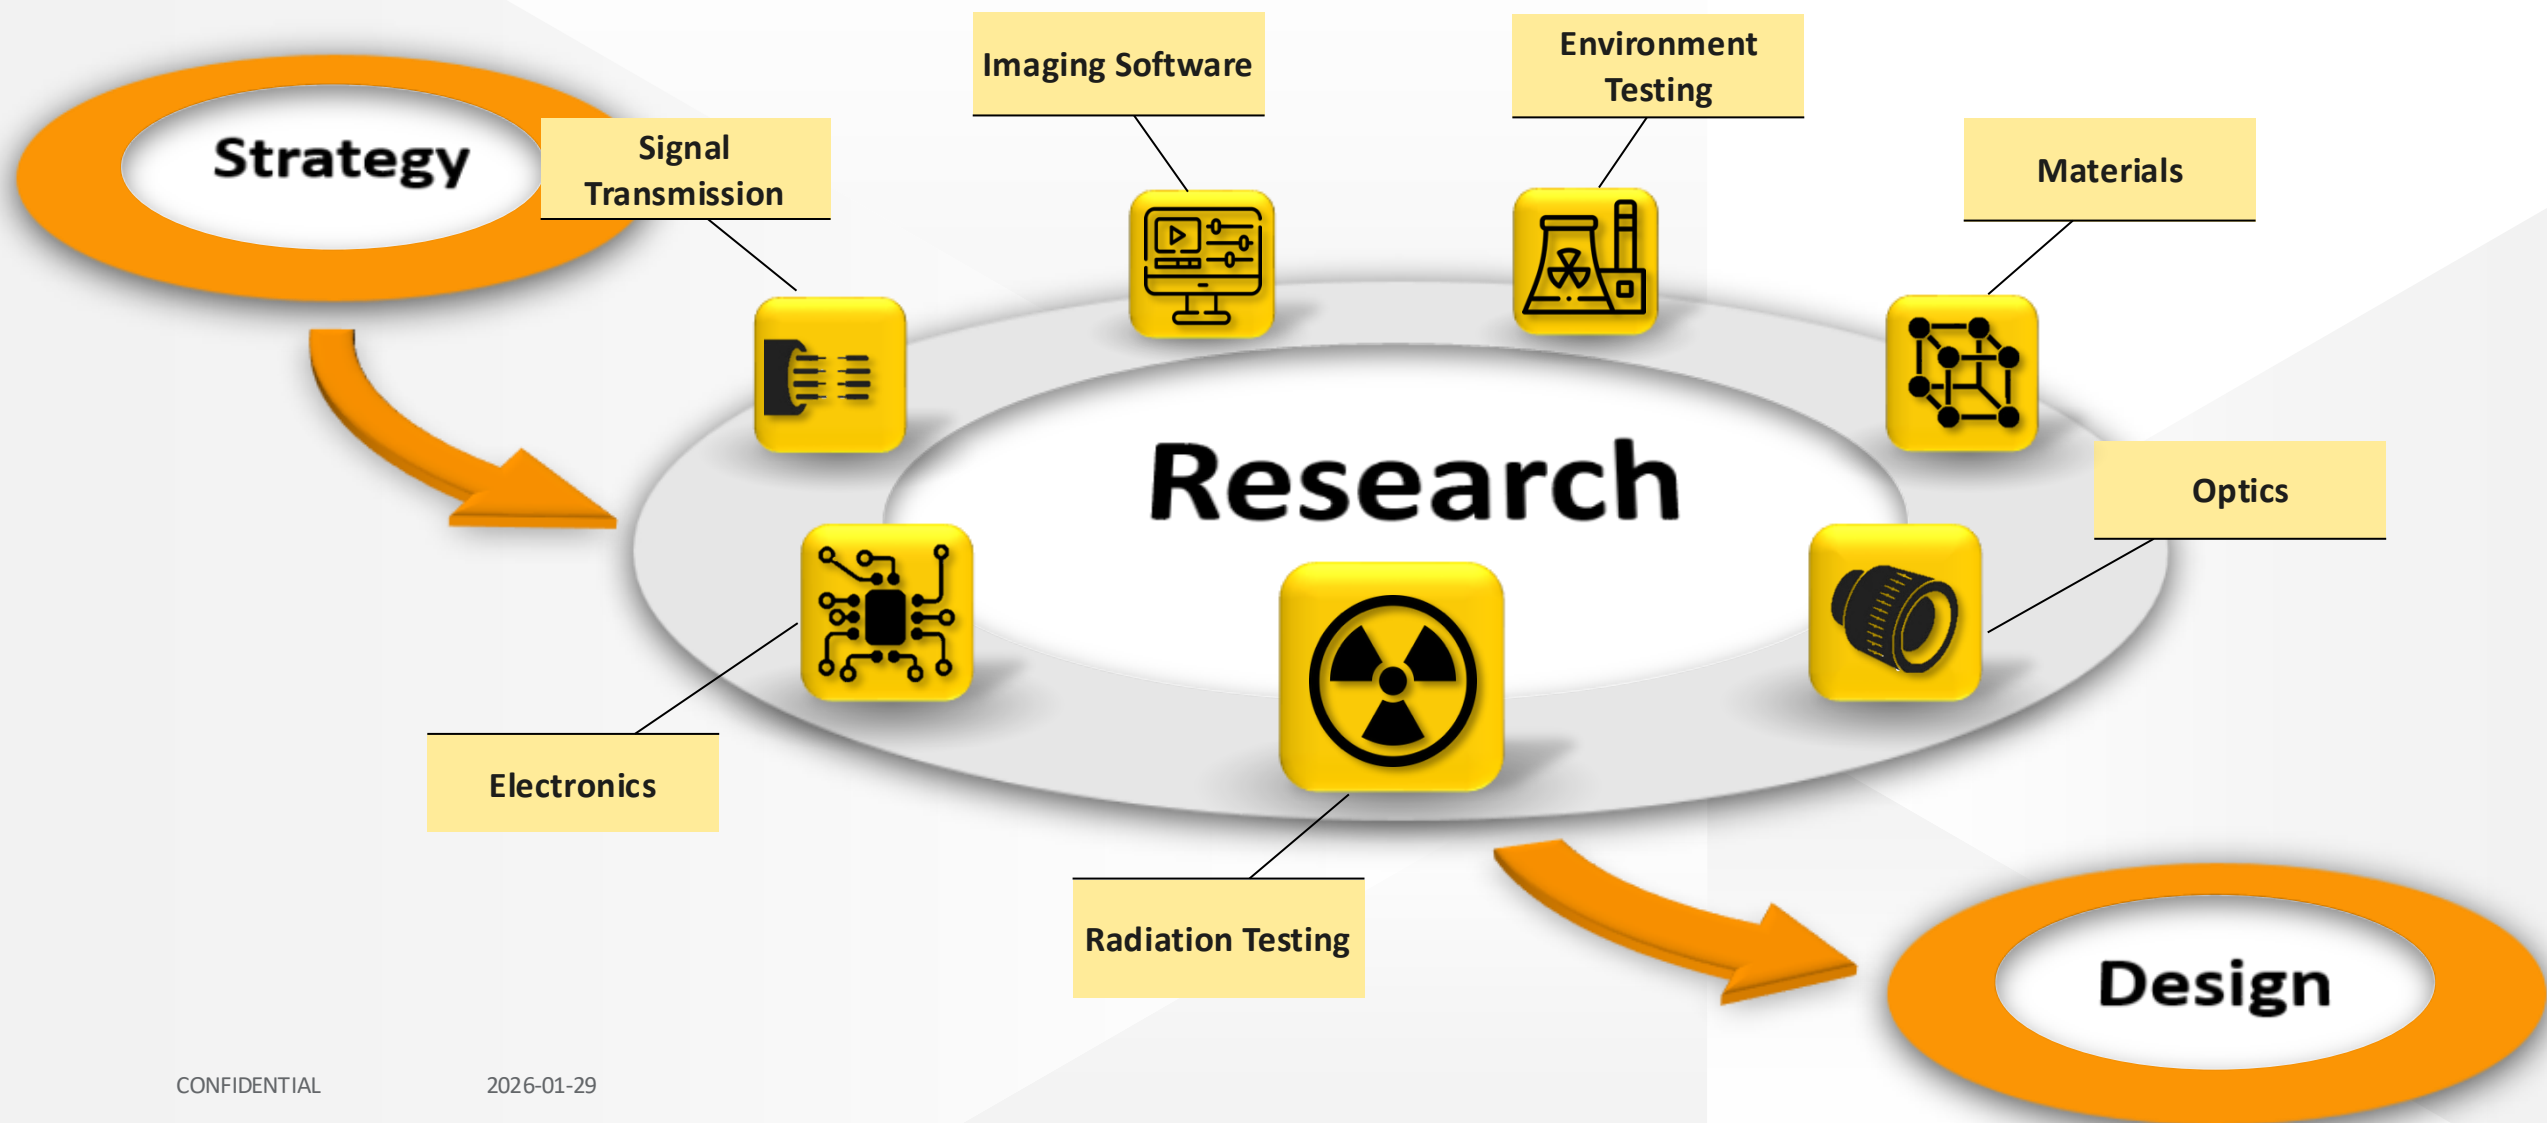 Imaging Software
Environment
Testing
Strategy
Signal
Transmission
Materials
Research
Optics
Electronics
Radiation Testing
Design
CONFIDENTIAL
2026-01-29